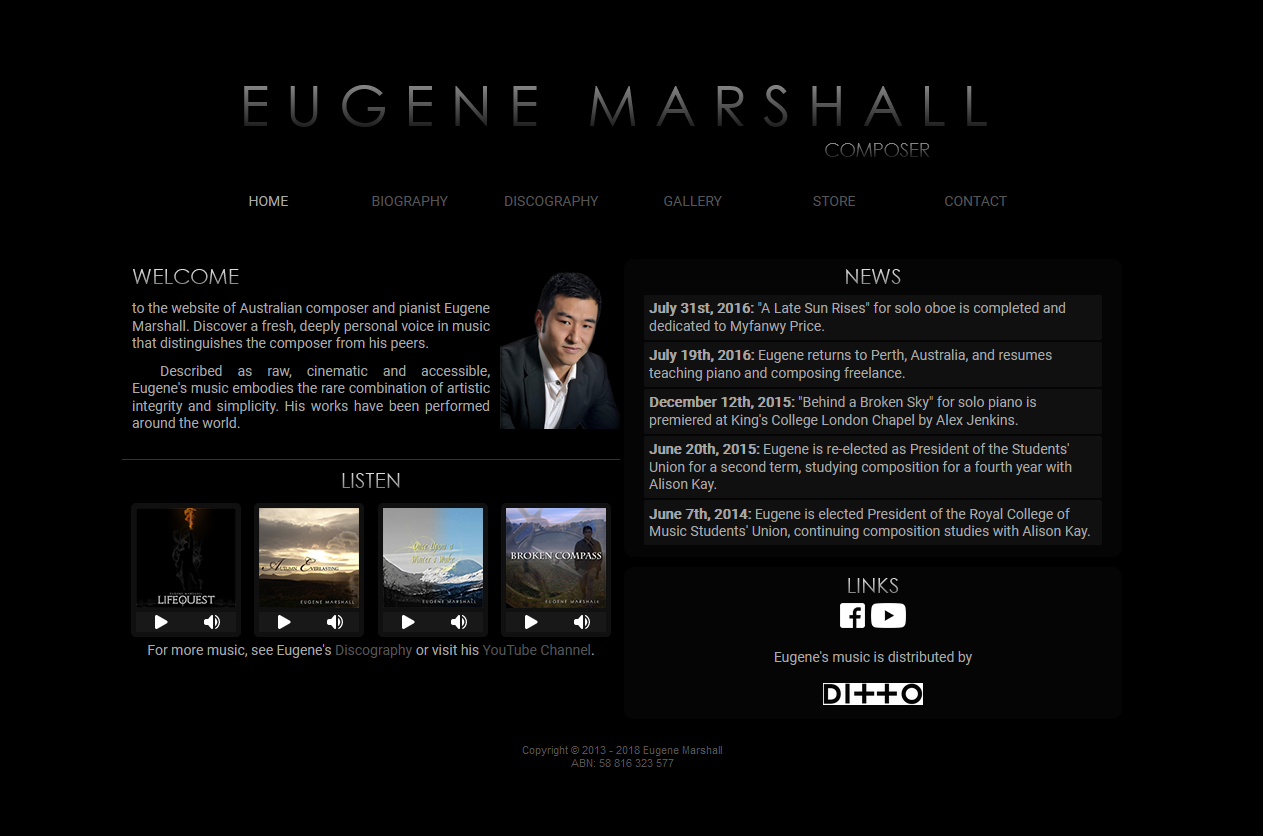 EUGENE MARSHALL
COMPOSER
HOME BIOGRAPHY DISCOGRAPHY GALLERY STORE CONTACT
WELCOME
to the website of Australian composer and pianist Eugene
Marshall. Discover a fresh, deeply personal voice in music
that distinguishes the composer from his peers.
Described as raw, cinematic and accessible,
Eugene's music embodies the rare combination of artistic
integrity and simplicity. His works have been performed
around the world.
LISTEN
LIFEQUEST
AUTUMN EVERLASTING
EUGENE MARSHALL
Once Upon a
Winter's Wake
EUGENE MARSHALL
BROKEN COMPASS
EUGENE MARSHALL
For more music, see Eugene's Discography or visit his YouTube Channel.
NEWS
July 31st, 2016: "A Late Sun Rises" for solo oboe is completed and
dedicated to Myfanwy Price.
July 19th, 2016: Eugene returns to Perth, Australia, and resumes
teaching piano and composing freelance.
December 12th, 2015: "Behind a Broken Sky" for solo piano is
premiered at King's College London Chapel by Alex Jenkins.
June 20th, 2015: Eugene is re-elected as President of the Students'
Union for a second term, studying composition for a fourth year with
Alison Kay.
June 7th, 2014: Eugene is elected President of the Royal College of
Music Students' Union, continuing composition studies with Alison Kay.
LINKS
Eugene's music is distributed by
DITTO
Copyright © 2013 - 2018 Eugene Marshall
ABN: 58 816 323 577